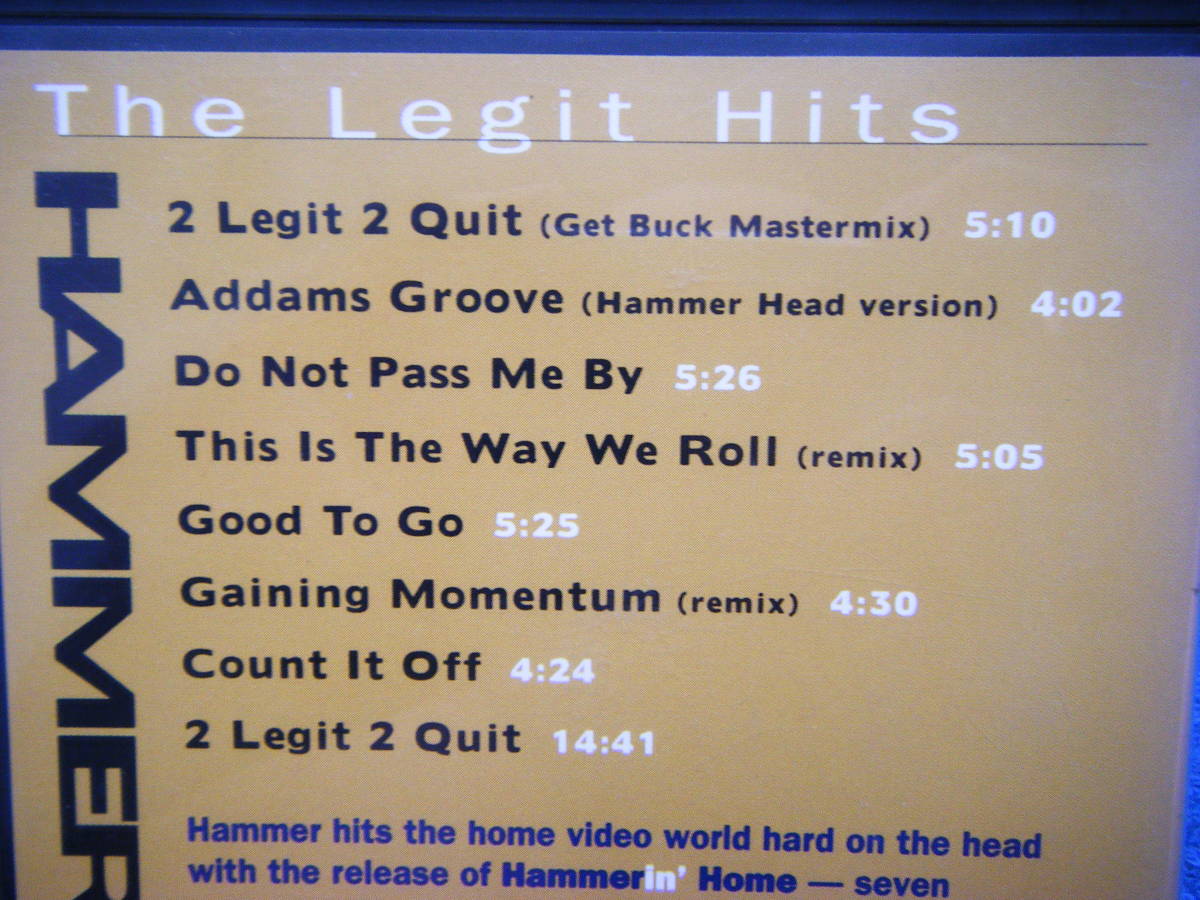 The Legit Hits
HAMMER
2 Legit 2 Quit (Get Buck Mastermix) 5:10
Addams Groove (Hammer Head version) 4:02
Do Not Pass Me By 5:26
This Is The Way We Roll (remix) 5:05
Good To Go 5:25
Gaining Momentum (remix) 4:30
Count It Off 4:24
2 Legit 2 Quit 14:41
Hammer hits the home video world hard on the head
with the release of Hammerin' Home — seven